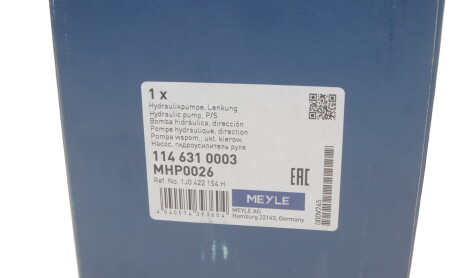 1 x
Hydraulikpumpe, Lenkung
Hydraulic pump, P/S
Bomba hidráulica, dirección
Pompe hydraulique, direction
Pompa wspom., ukł. kierow.
Насос, гидроусилитель руля
114 631 0003
MHP0026
Ref. No. 1J0 422 154 H
EAC
MEYLE
MEYLE AG
Hamburg 22143, Germany
4040074393604